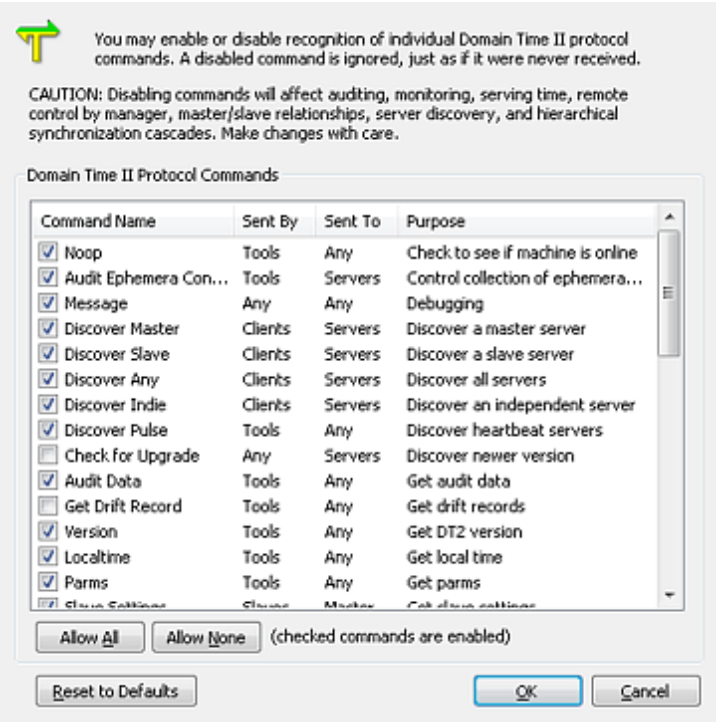 You may enable or disable recognition of individual Domain Time II protocol
commands. A disabled command is ignored, just as if it were never received.
CAUTION: Disabling commands will affect auditing, monitoring, serving time, remote
control by manager, master/slave relationships, server discovery, and hierarchical
synchronization cascades. Make changes with care.
Domain Time II Protocol Commands
Command Name Sent By Sent To Purpose
Noop Tools Any Check to see if machine is online
Audit Ephemera Con... Tools Servers Control collection of ephemera...
Message Any Any Debugging
Discover Master Clients Servers Discover a master server
Discover Slave Clients Servers Discover a slave server
Discover Any Clients Servers Discover all servers
Discover Indie Clients Servers Discover an independent server
Discover Pulse Tools Any Discover heartbeat servers
Check for Upgrade Any Servers Discover newer version
Audit Data Tools Any Get audit data
Get Drift Record Tools Any Get drift records
Version Tools Any Get DT2 version
Localtime Tools Any Get local time
Parms Tools Any Get parms
Slave Settings Slaves Master Get slave settings
Allow All Allow None (checked commands are enabled)
Reset to Defaults OK Cancel